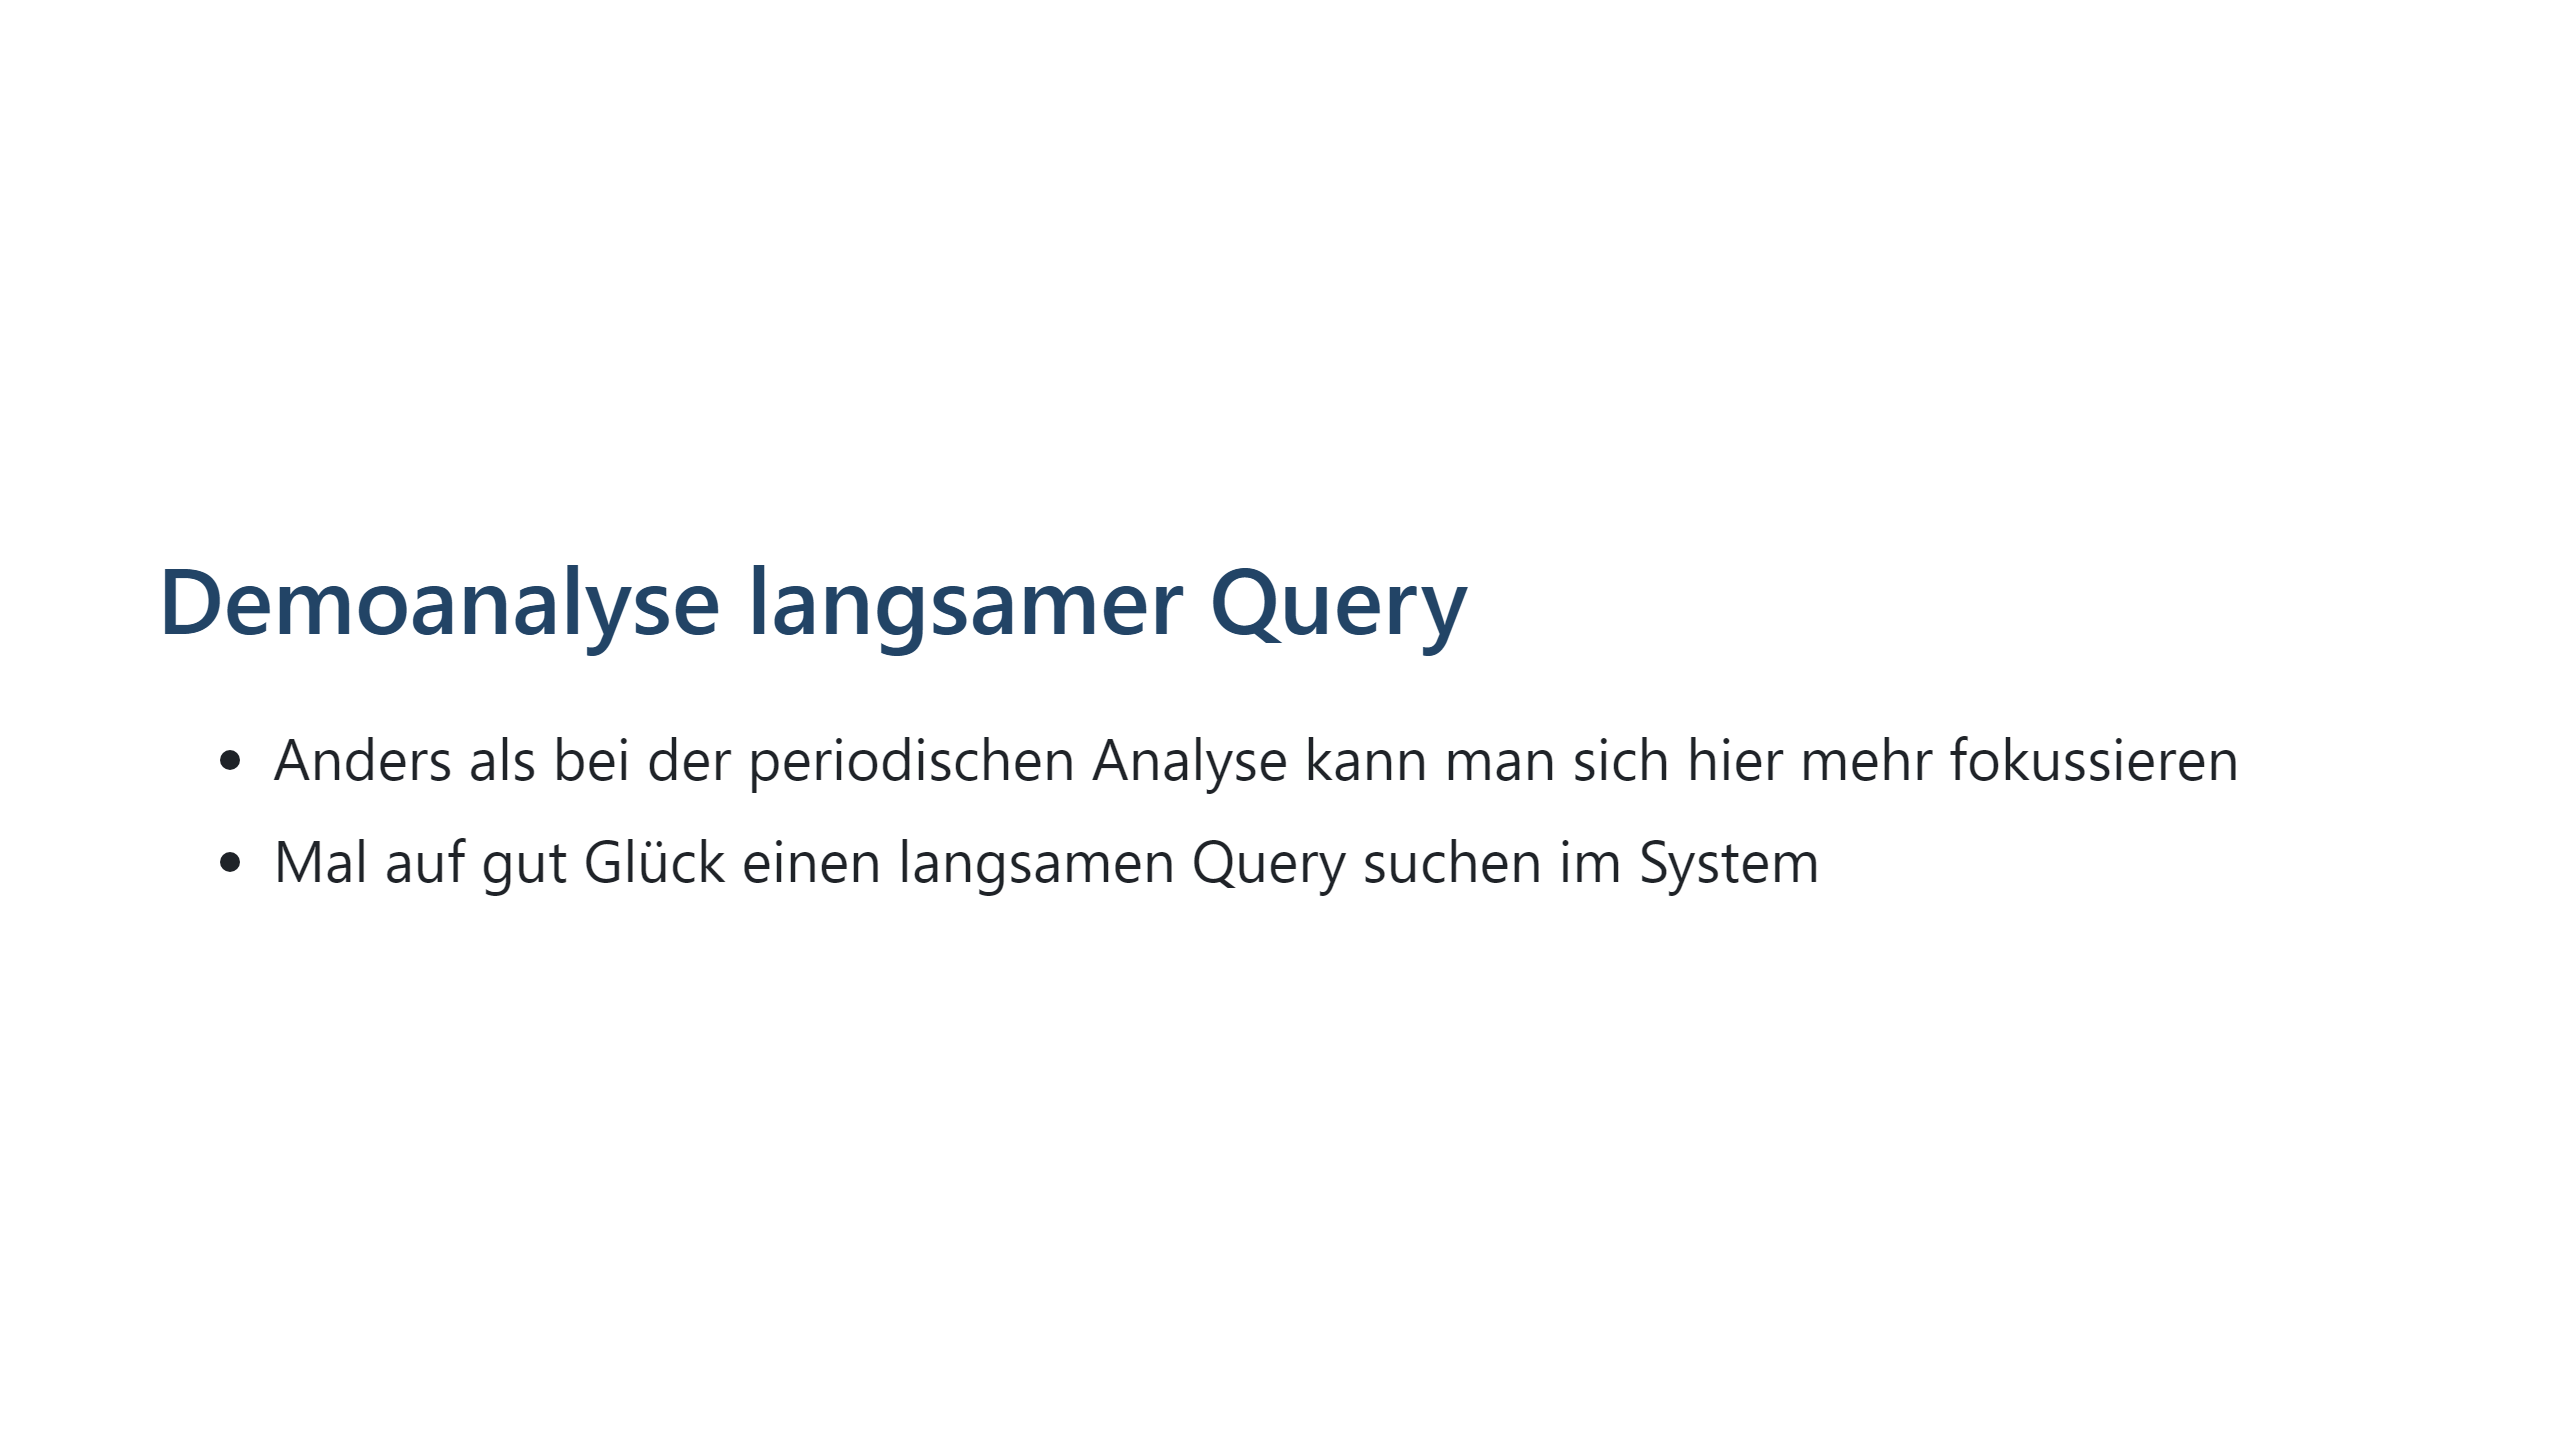 Demoanalyse langsamer Query
• Anders als bei der periodischen Analyse kann man sich hier mehr fokussieren
• Mal auf gut Glück einen langsamen Query suchen im System